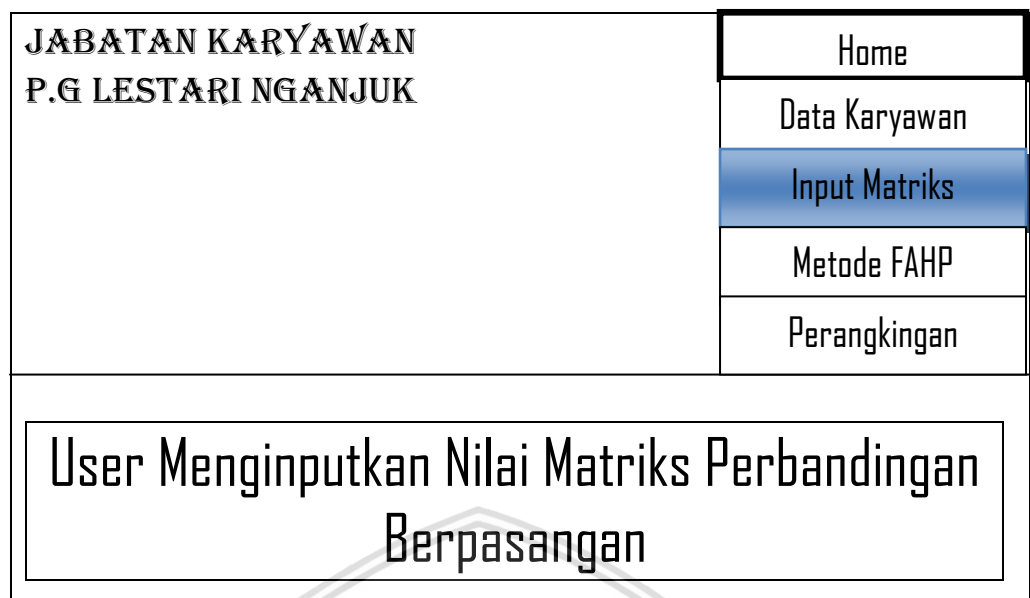 JABATAN KARYAWAN
P.G LESTARI NGANJUK
Home
Data Karyawan
Input Matriks
Metode FAHP
Perangkingan
User Menginputkan Nilai Matriks Perbandingan
Berpasangan